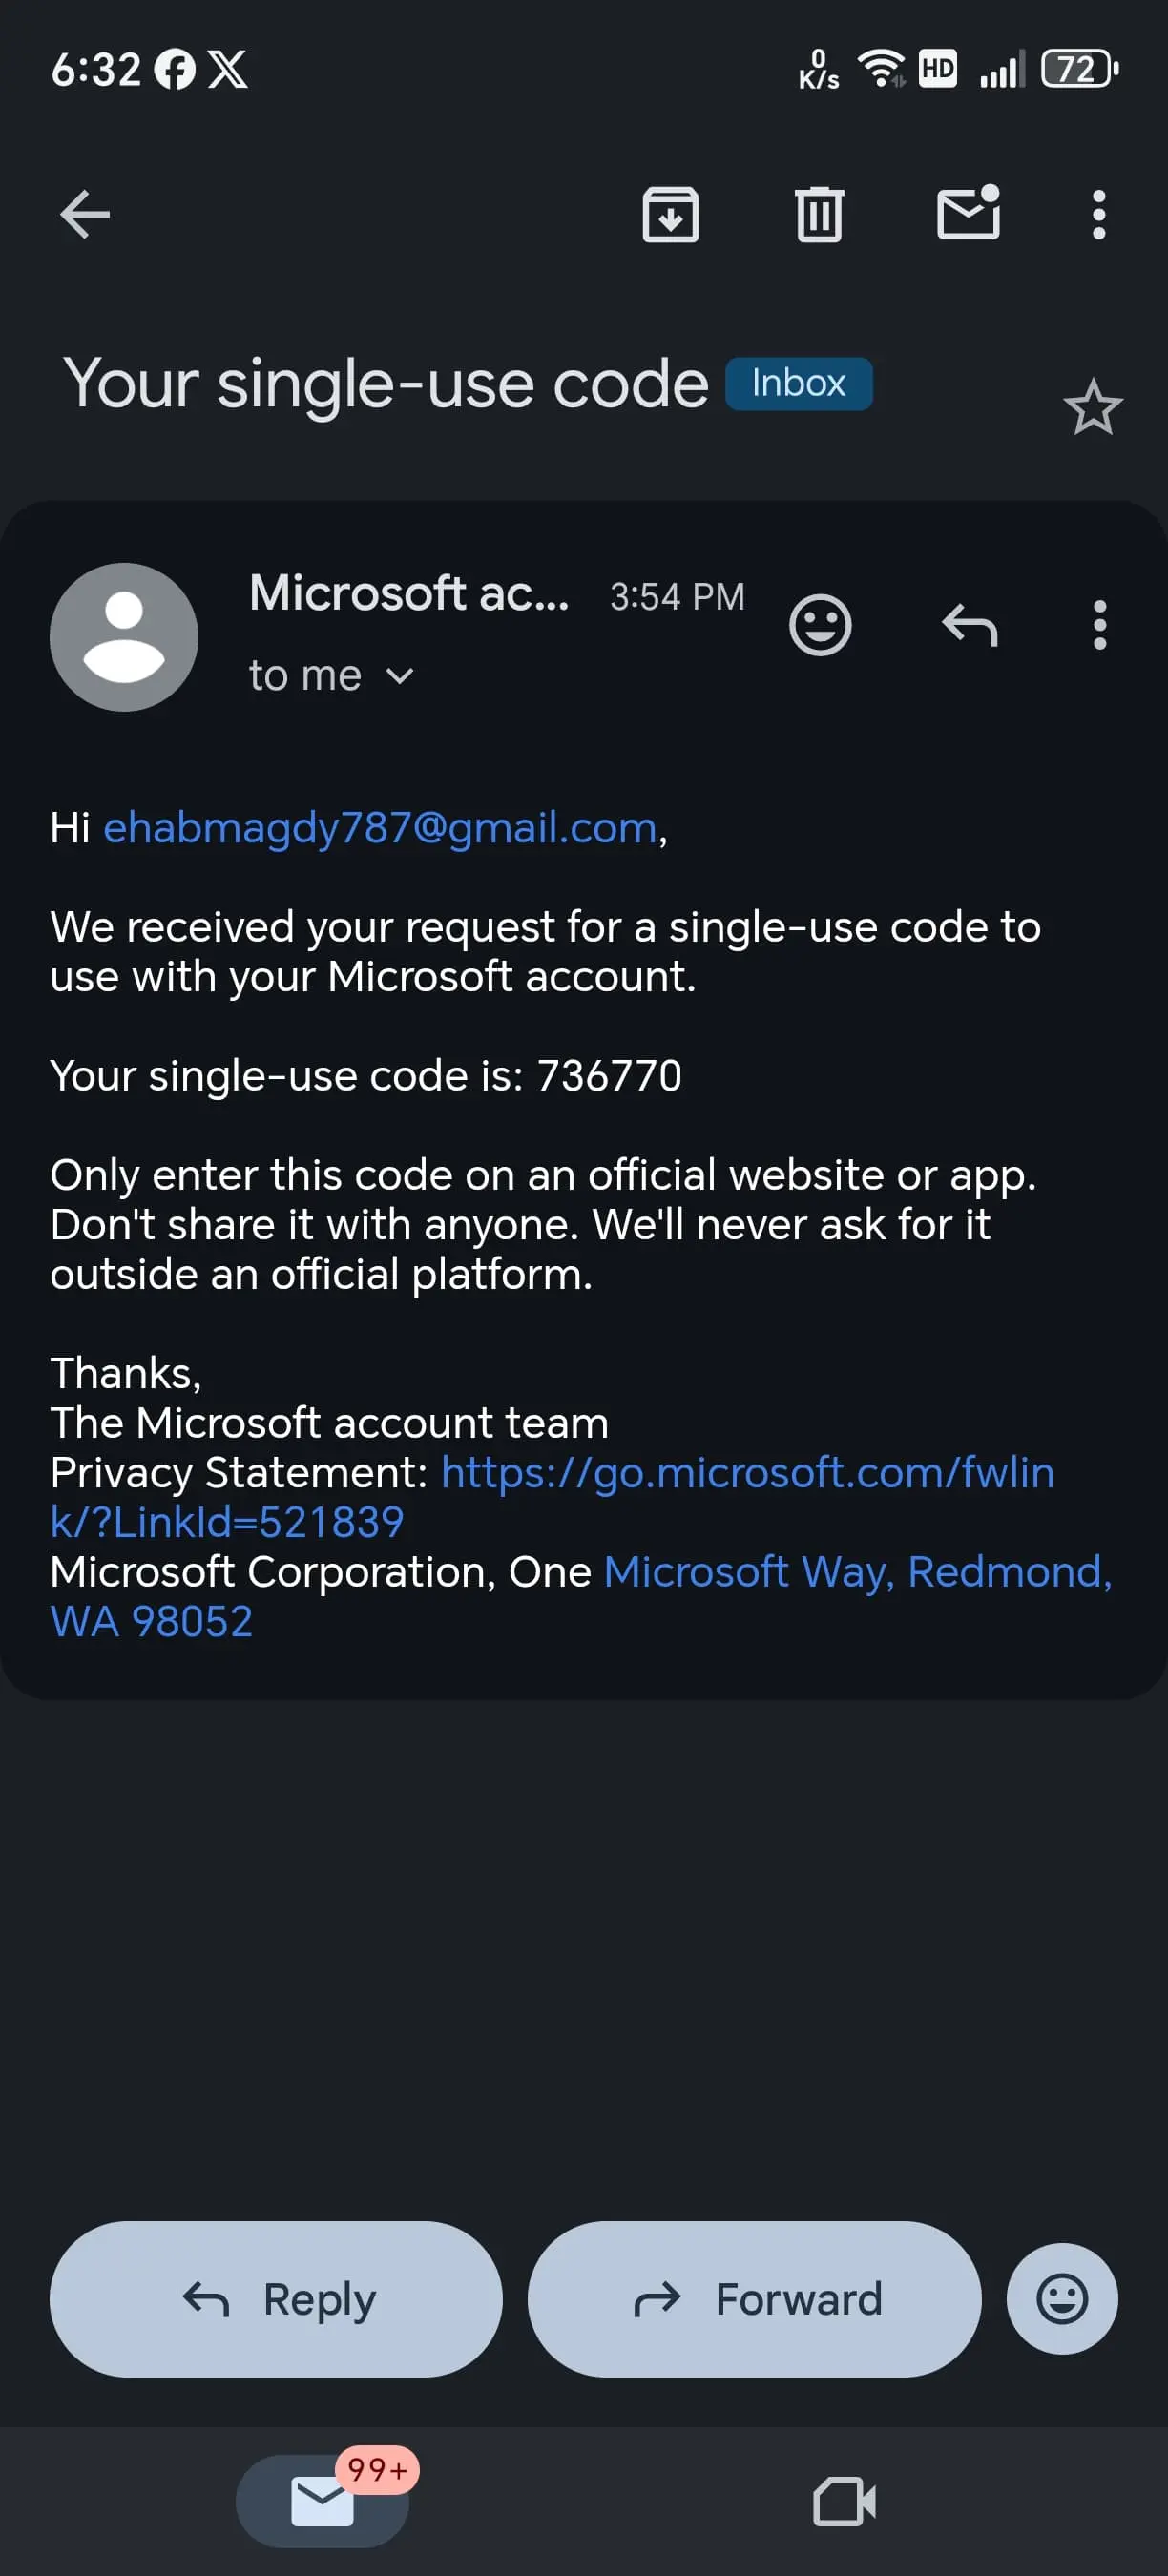 6:32
0
K/s
HD
72
Your single-use code Inbox
Microsoft ac... 3:54 PM
to me
Hi ehabmagdy787@gmail.com,
We received your request for a single-use code to
use with your Microsoft account.
Your single-use code is: 736770
Only enter this code on an official website or app.
Don't share it with anyone. We'll never ask for it
outside an official platform.
Thanks,
The Microsoft account team
Privacy Statement: https://go.microsoft.com/fwlin
k/?LinkId=521839
Microsoft Corporation, One Microsoft Way, Redmond,
WA 98052
Reply
Forward
99+